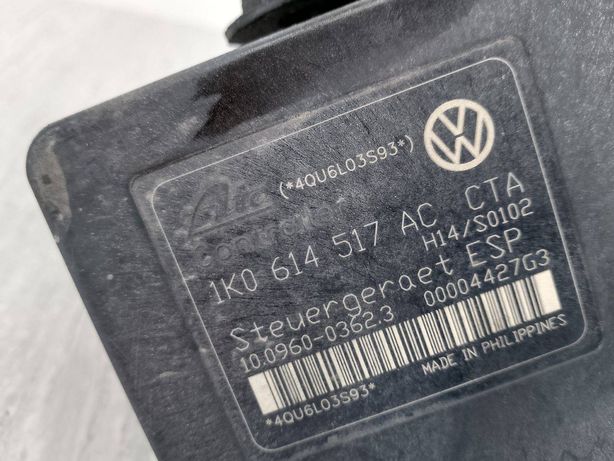 (*4QU6L03S93*)
Ate
1K0 614 517 AC CTA
H14/S0102
Steuergeraet ESP
10.0960-0362.3 00004427G3
*4QU6L03S93*
MADE IN PHILIPPINES